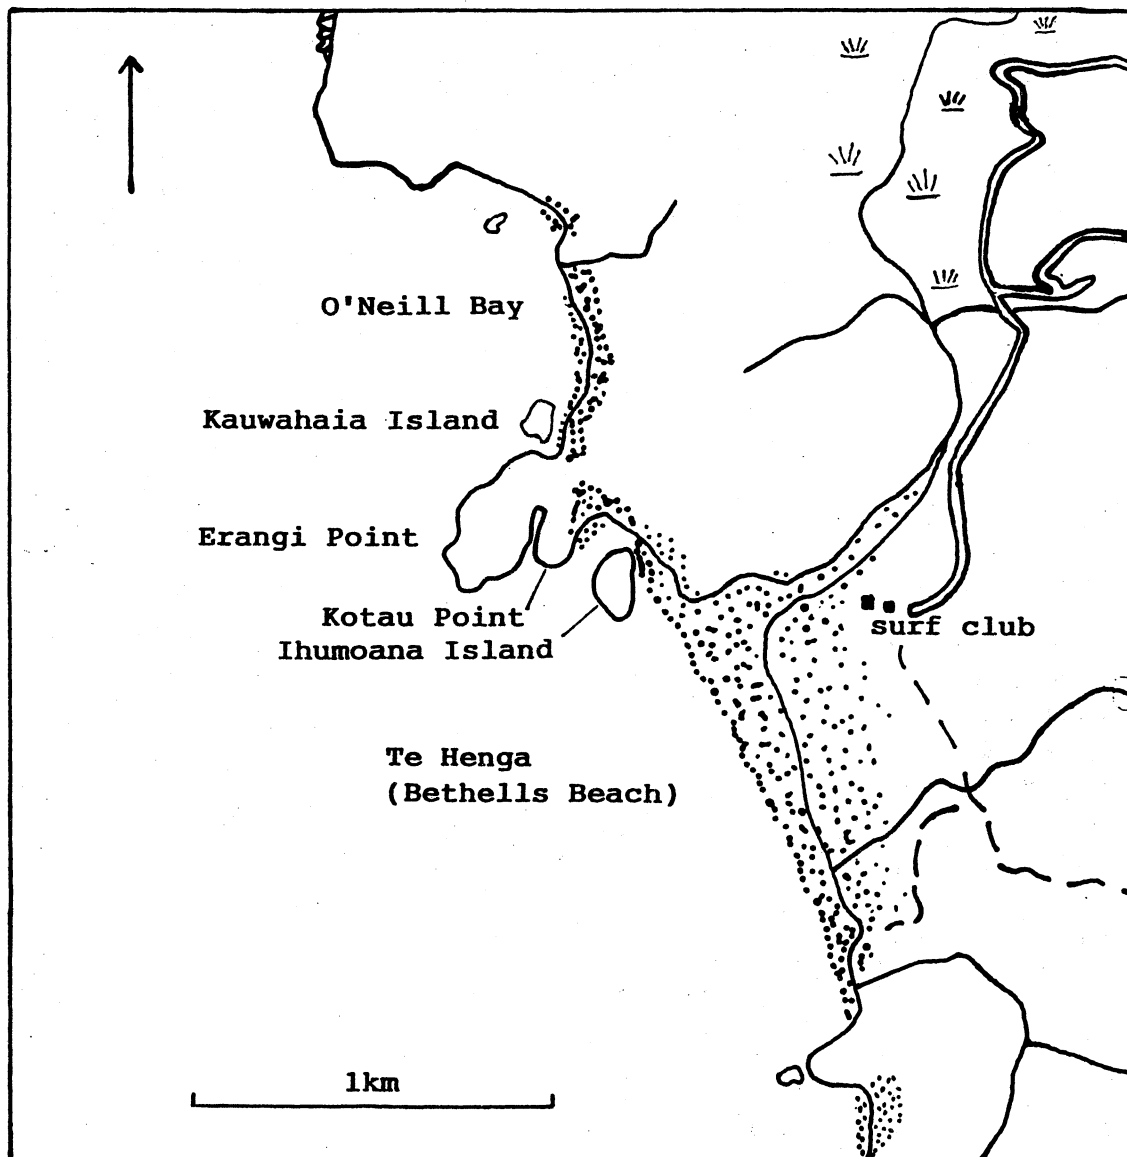 O'Neill Bay
Kauwahaia Island
Erangi Point
Kotau Point
Ihumoana Island
surf club
Te Henga
(Bethells Beach)
1km